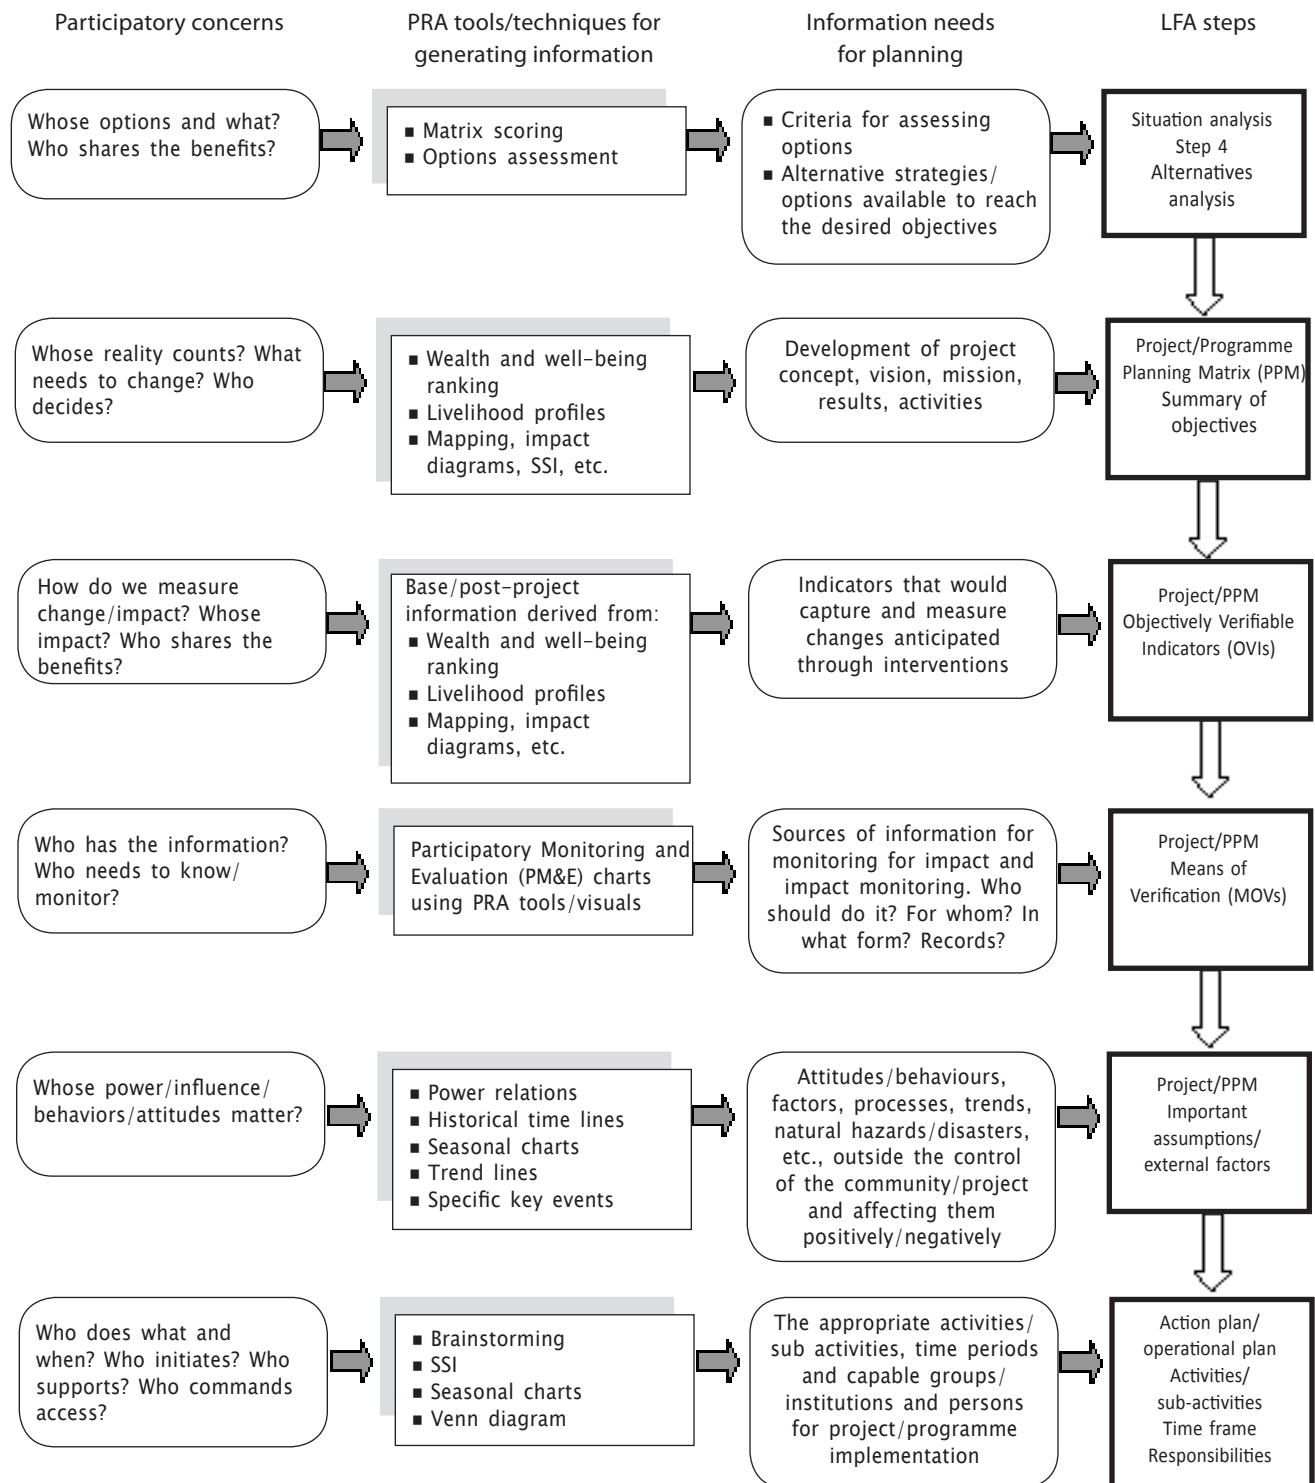 Participatory concerns
PRA tools/techniques for
generating information
Information needs
for planning
LFA steps
Whose options and what?
Who shares the benefits?
■ Matrix scoring
■ Options assessment
■ Criteria for assessing
options
■ Alternative strategies/
options available to reach
the desired objectives
Situation analysis
Step 4
Alternatives
analysis
Whose reality counts? What
needs to change? Who
decides?
■ Wealth and well-being
ranking
■ Livelihood profiles
■ Mapping, impact
diagrams, SSI, etc.
Development of project
concept, vision, mission,
results, activities
Project/Programme
Planning Matrix (PPM)
Summary of
objectives
How do we measure
change/impact? Whose
impact? Who shares the
benefits?
Base/post-project
information derived from:
■ Wealth and well-being
ranking
■ Livelihood profiles
■ Mapping, impact
diagrams, etc.
Indicators that would
capture and measure
changes anticipated
through interventions
Project/PPM
Objectively Verifiable
Indicators (OVIs)
Who has the information?
Who needs to know/
monitor?
Participatory Monitoring and
Evaluation (PM&E) charts
using PRA tools/visuals
Sources of information for
monitoring for impact and
impact monitoring. Who
should do it? For whom? In
what form? Records?
Project/PPM
Means of
Verification (MOVs)
Whose power/influence/
behaviors/attitudes matter?
■ Power relations
■ Historical time lines
■ Seasonal charts
■ Trend lines
■ Specific key events
Attitudes/behaviours,
factors, processes, trends,
natural hazards/disasters,
etc., outside the control
of the community/project
and affecting them
positively/negatively
Project/PPM
Important
assumptions/
external factors
Who does what and
when? Who initiates? Who
supports? Who commands
access?
■ Brainstorming
■ SSI
■ Seasonal charts
■ Venn diagram
The appropriate activities/
sub activities, time periods
and capable groups/
institutions and persons
for project/programme
implementation
Action plan/
operational plan
Activities/
sub-activities
Time frame
Responsibilities